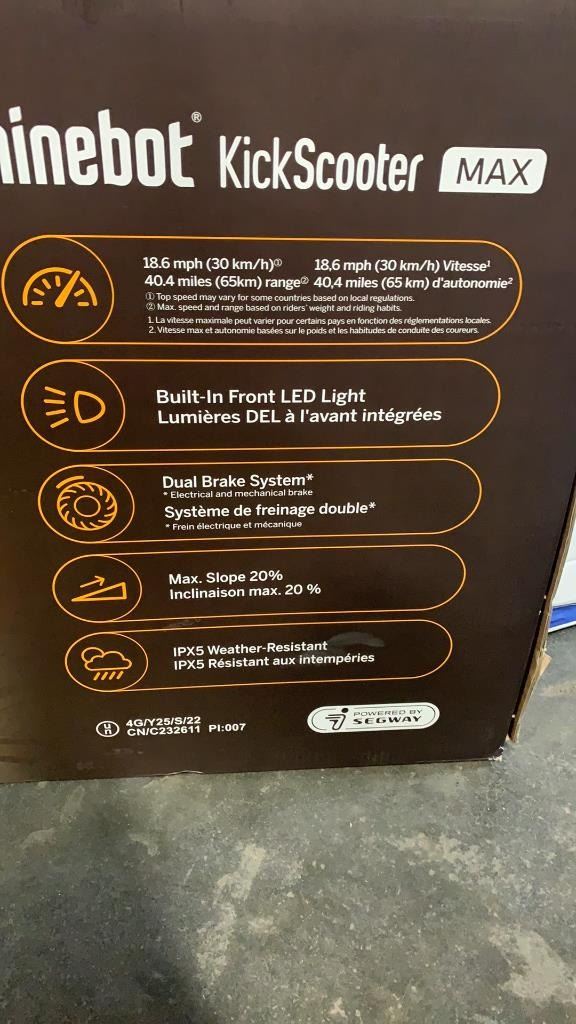 ninebot® KickScooter MAX
18.6 mph (30 km/h)① 18,6 mph (30 km/h) Vitesse¹
40.4 miles (65km) range② 40,4 miles (65 km) d'autonomie²
① Top speed may vary for some countries based on local regulations.
② Max. speed and range based on riders' weight and riding habits.
1. La vitesse maximale peut varier pour certains pays en fonction des réglementations locales.
2. Vitesse max et autonomie basées sur le poids et les habitudes de conduite des coureurs.
Built-In Front LED Light
Lumières DEL à l'avant intégrées
Dual Brake System*
* Electrical and mechanical brake
Système de freinage double*
* Frein électrique et mécanique
Max. Slope 20%
Inclinaison max. 20 %
IPX5 Weather-Resistant
IPX5 Résistant aux intempéries
4G/Y25/S/22
CN/C232611 PI:007
POWERED BY
SEGWAY